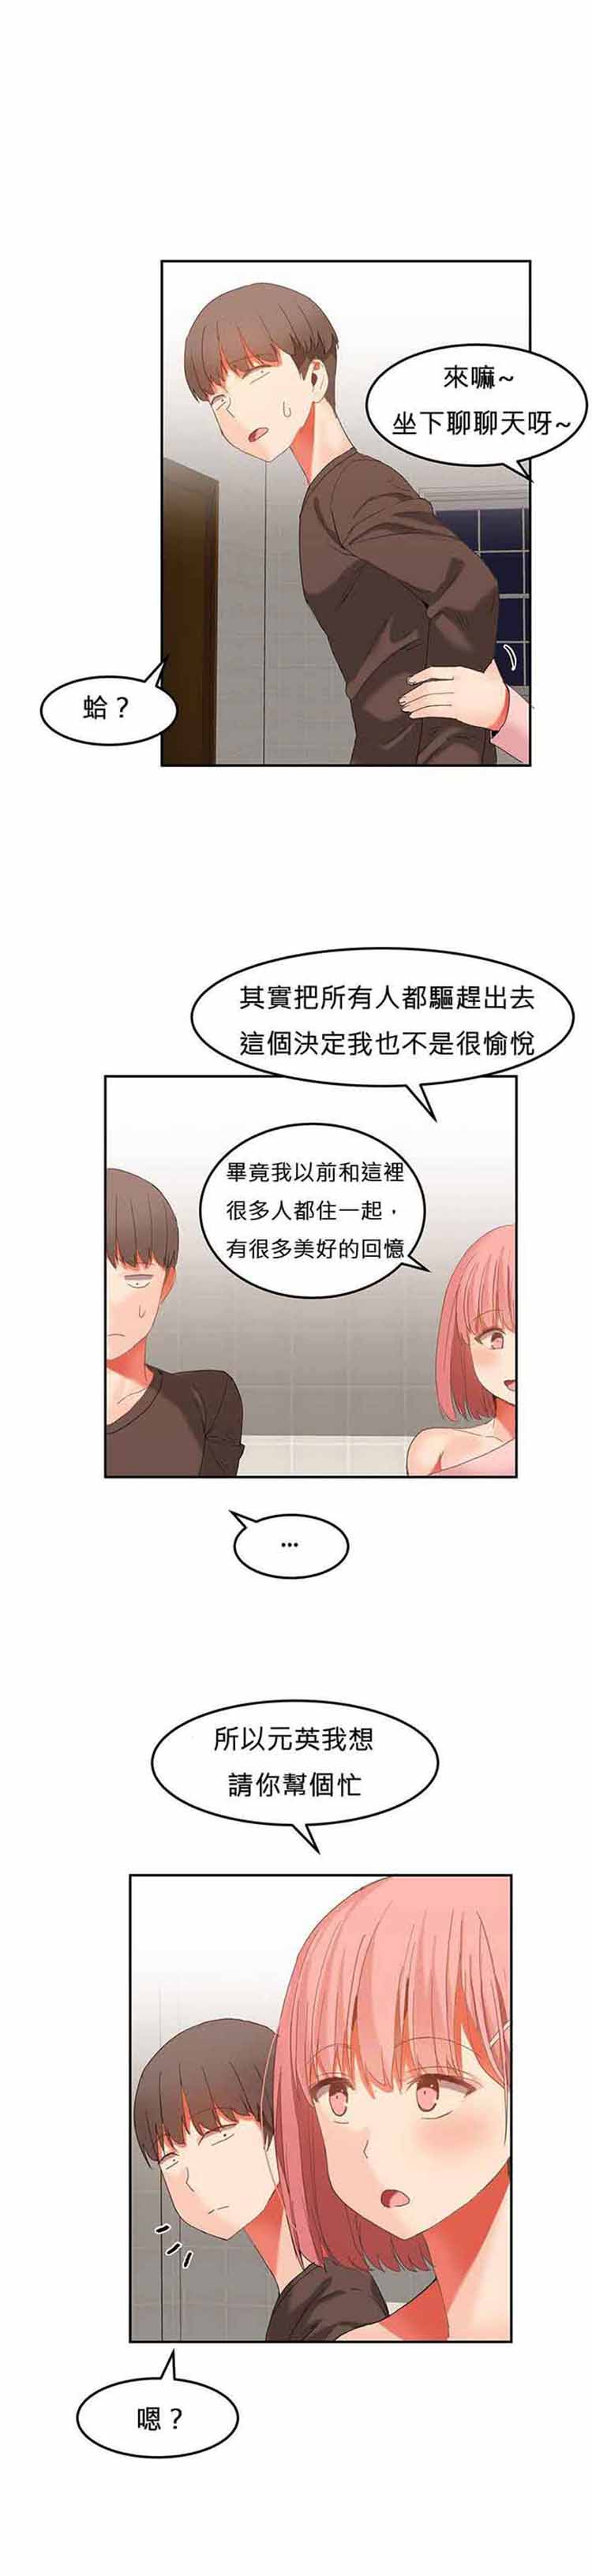 來嘛~
坐下聊聊天呀~
蛤？
其實把所有人都驅趕出去
這個決定我也不是很愉悅
畢竟我以前和這裡
很多人都住一起，
有很多美好的回憶
…
所以元英我想
請你幫個忙
嗯？